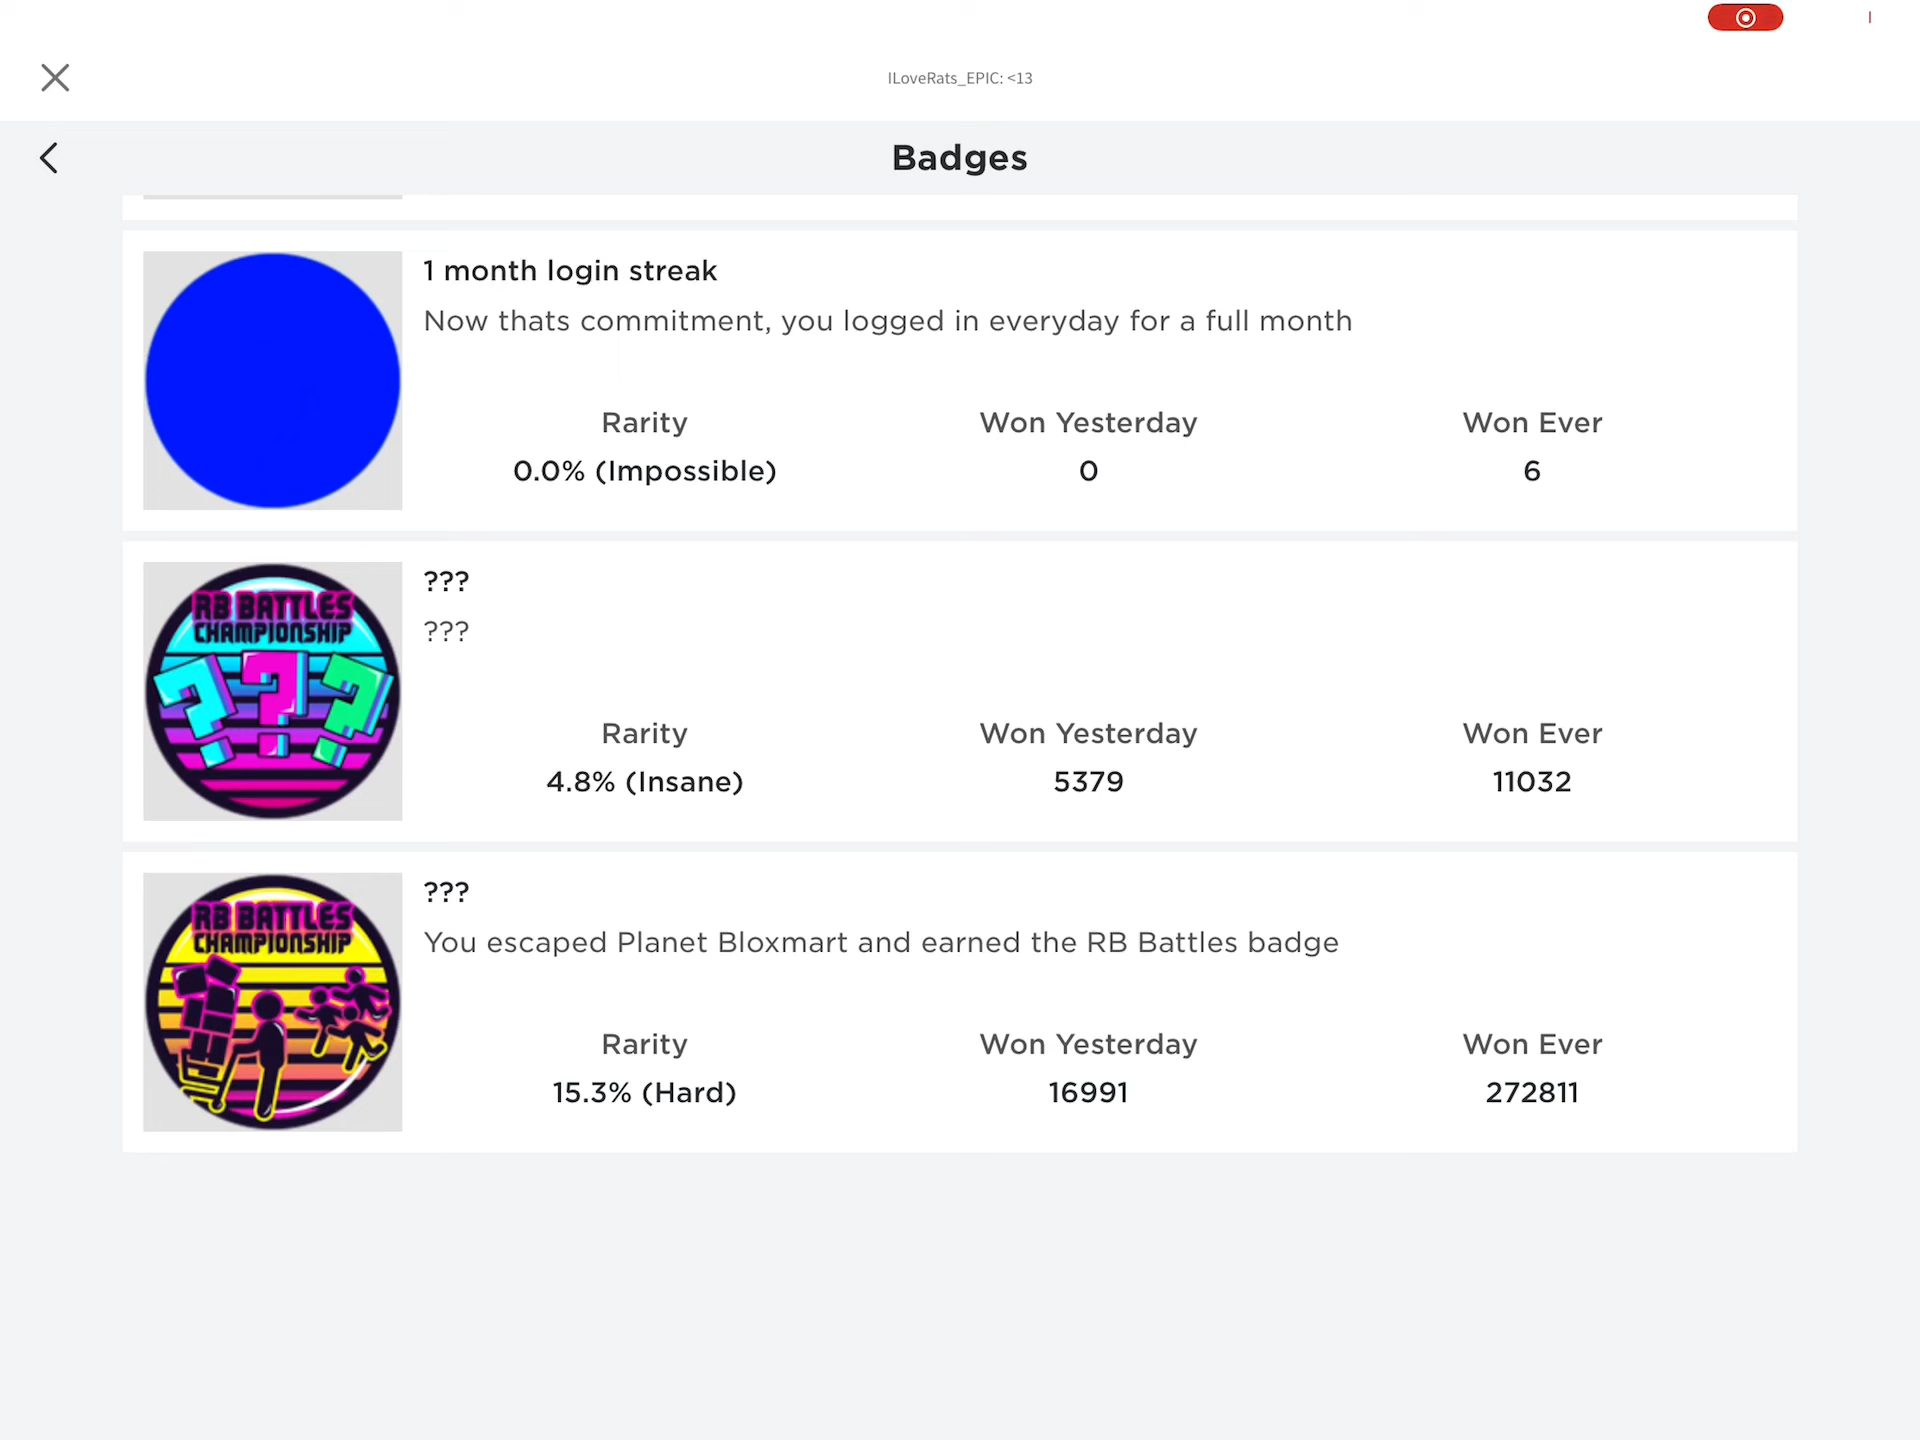 ILoveRats_EPIC: <13
Badges
1 month login streak
Now thats commitment, you logged in everyday for a full month
Rarity Won Yesterday Won Ever
0.0% (Impossible) 0 6
RB BATTLES
CHAMPIONSHIP
???
???
???
Rarity Won Yesterday Won Ever
4.8% (Insane) 5379 11032
RB BATTLES
CHAMPIONSHIP
???
You escaped Planet Bloxmart and earned the RB Battles badge
Rarity Won Yesterday Won Ever
15.3% (Hard) 16991 272811